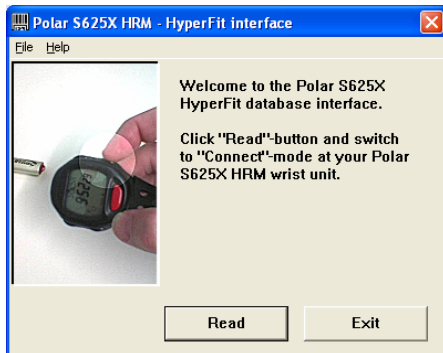 Polar S625X HRM - HyperFit interface
File Help
Welcome to the Polar S625X
HyperFit database interface.
Click "Read"-button and switch
to "Connect"-mode at your Polar
S625X HRM wrist unit.
Read Exit